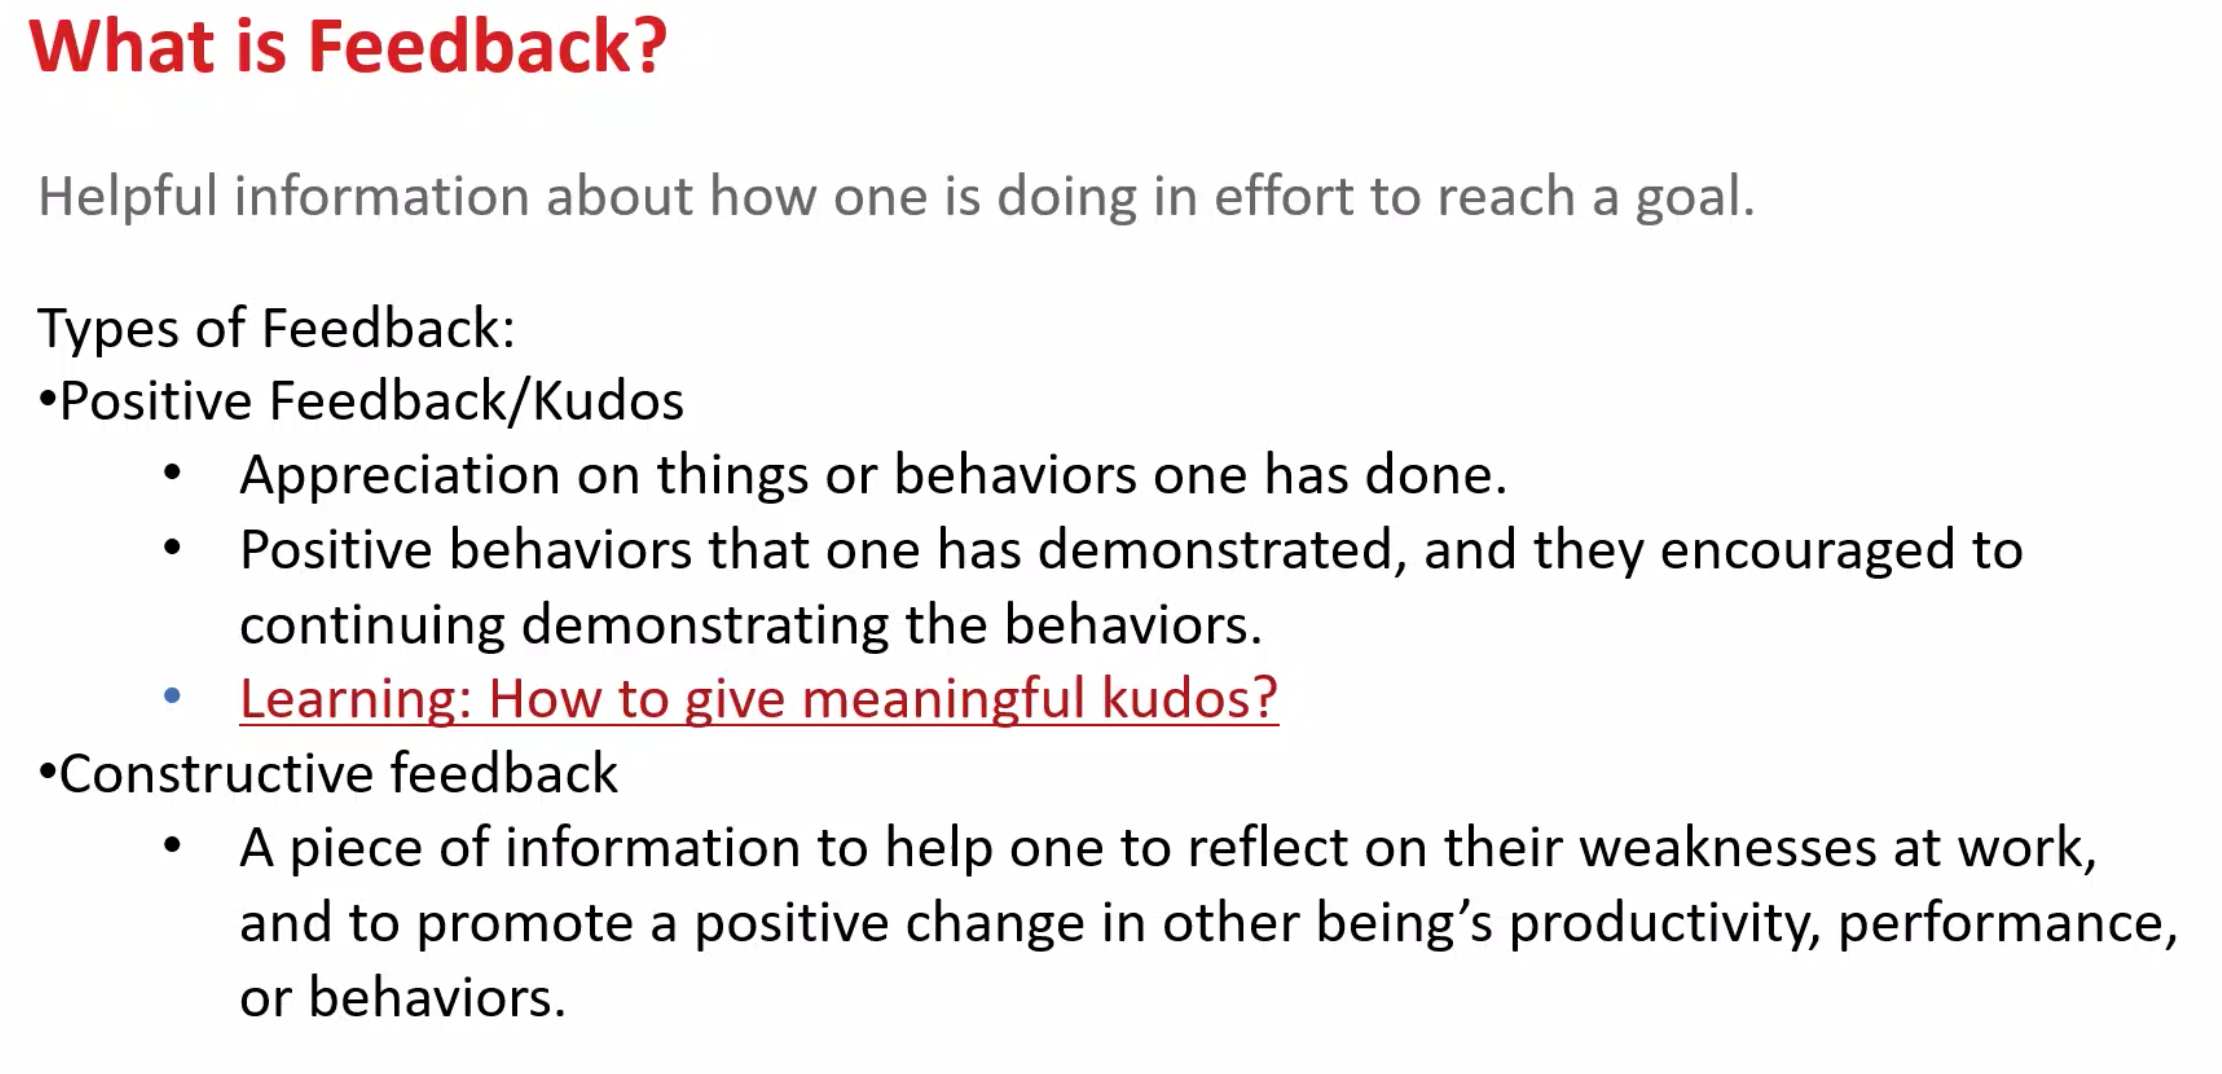 What is Feedback?
Helpful information about how one is doing in effort to reach a goal.
Types of Feedback:
•Positive Feedback/Kudos
• Appreciation on things or behaviors one has done.
• Positive behaviors that one has demonstrated, and they encouraged to
continuing demonstrating the behaviors.
• Learning: How to give meaningful kudos?
•Constructive feedback
• A piece of information to help one to reflect on their weaknesses at work,
and to promote a positive change in other being’s productivity, performance,
or behaviors.